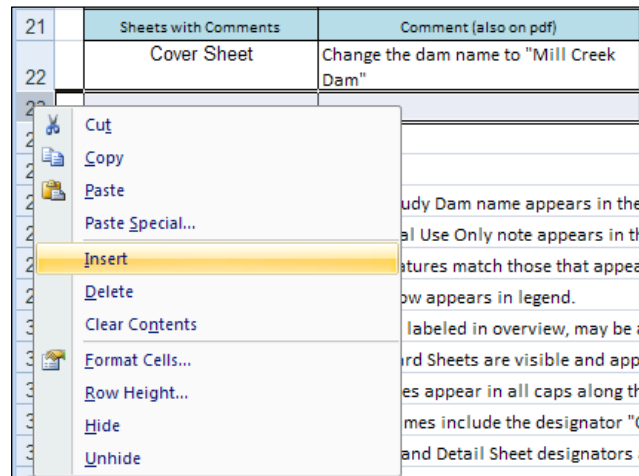 21 Sheets with Comments Comment (also on pdf)
Cover Sheet Change the dam name to "Mill Creek
22 Dam"
Cut
Copy
Paste
Paste Special...
udy Dam name appears in the
al Use Only note appears in th
Insert
atures match those that appea
Delete
ow appears in legend.
Clear Contents
labeled in overview, may be a
Format Cells...
rd Sheets are visible and app
Row Height...
es appear in all caps along th
Hide
mes include the designator "
Unhide
and Detail Sheet designators